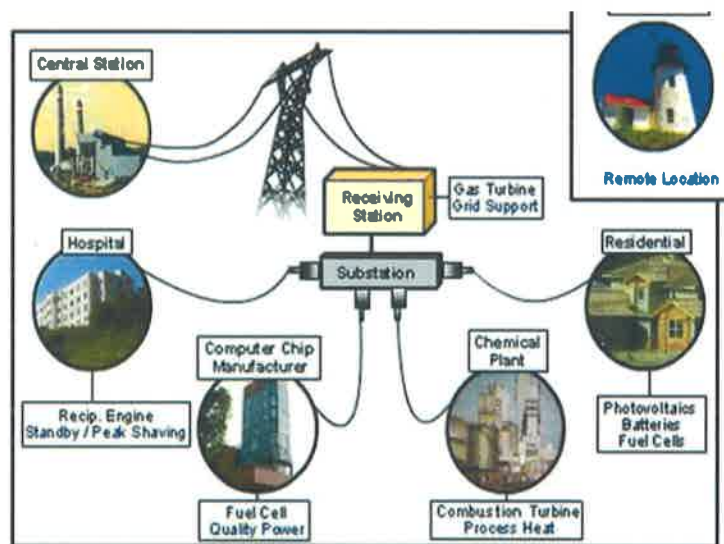 Central Station
Remote Location
Receiving
Station
Gas Turbine
Grid Support
Hospital
Substation
Residential
Computer Chip
Manufacturer
Chemical
Plant
Recip. Engine
Standby / Peak Shaving
Photovoltaics
Batteries
Fuel Cells
Fuel Cell
Quality Power
Combustion Turbine
Process Heat